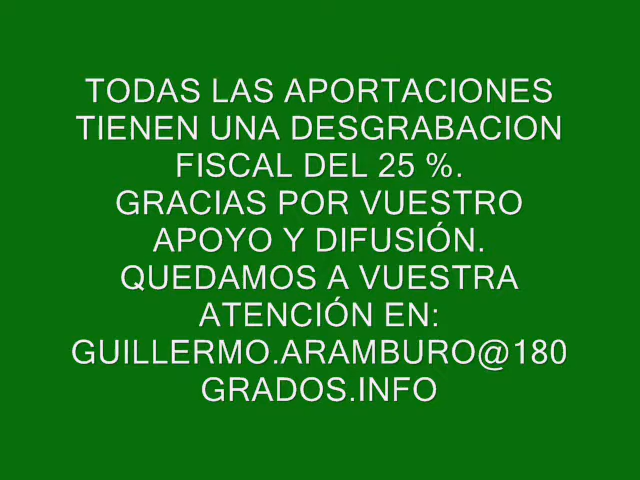 TODAS LAS APORTACIONES
TIENEN UNA DESGRABACION
FISCAL DEL 25 %.
GRACIAS POR VUESTRO
APOYO Y DIFUSIÓN.
QUEDAMOS A VUESTRA
ATENCIÓN EN:
GUILLERMO.ARAMBURO@180
GRADOS.INFO